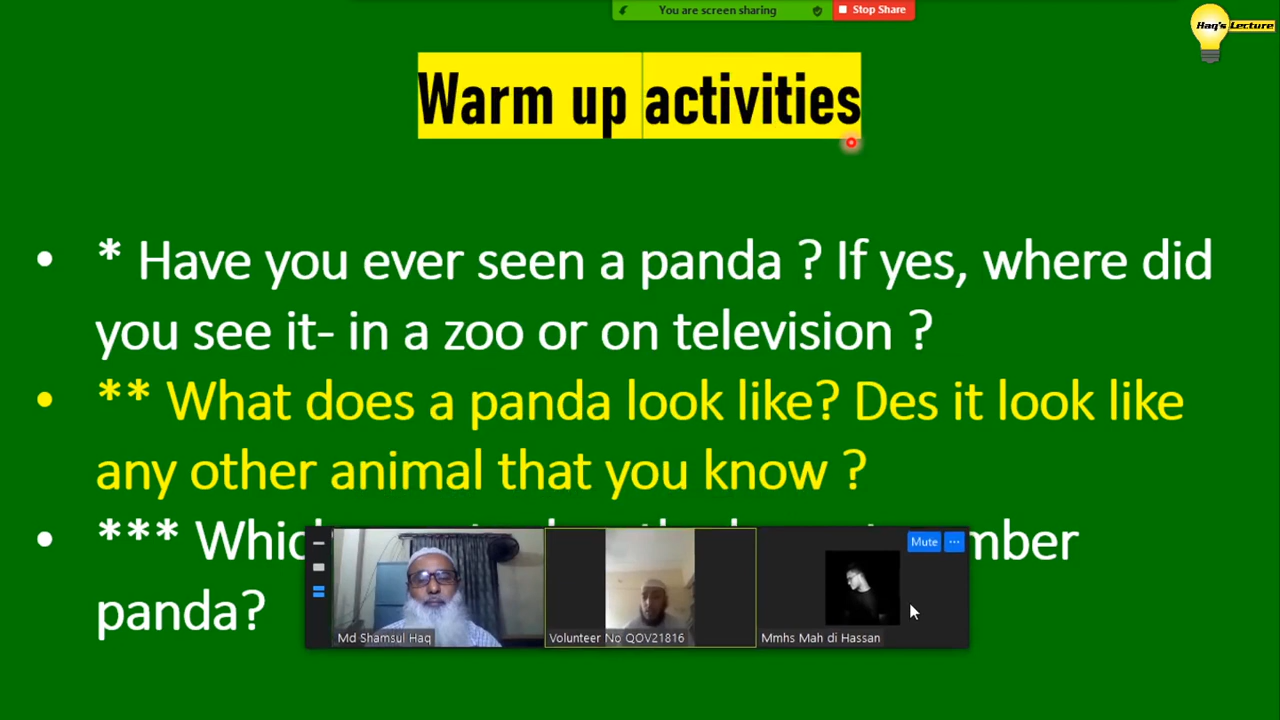 You are screen sharing
Stop Share
Haq's Lecture
Warm up activities
• * Have you ever seen a panda ? If yes, where did
you see it- in a zoo or on television ?
• ** What does a panda look like? Des it look like
any other animal that you know ?
• ***
panda?
Mute ...
Md Shamsul Haq
Volunteer No QOV21816
Mmhs Mah di Hassan